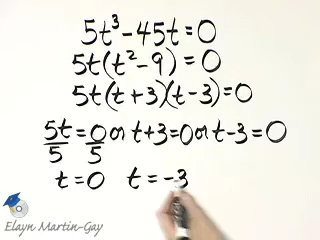 5t³ - 45t = 0
5t(t² - 9) = 0
5t(t + 3)(t - 3) = 0
5t/5 = 0/5 or t + 3 = 0 or t - 3 = 0
t = 0 t = -3
Elayn Martin-Gay